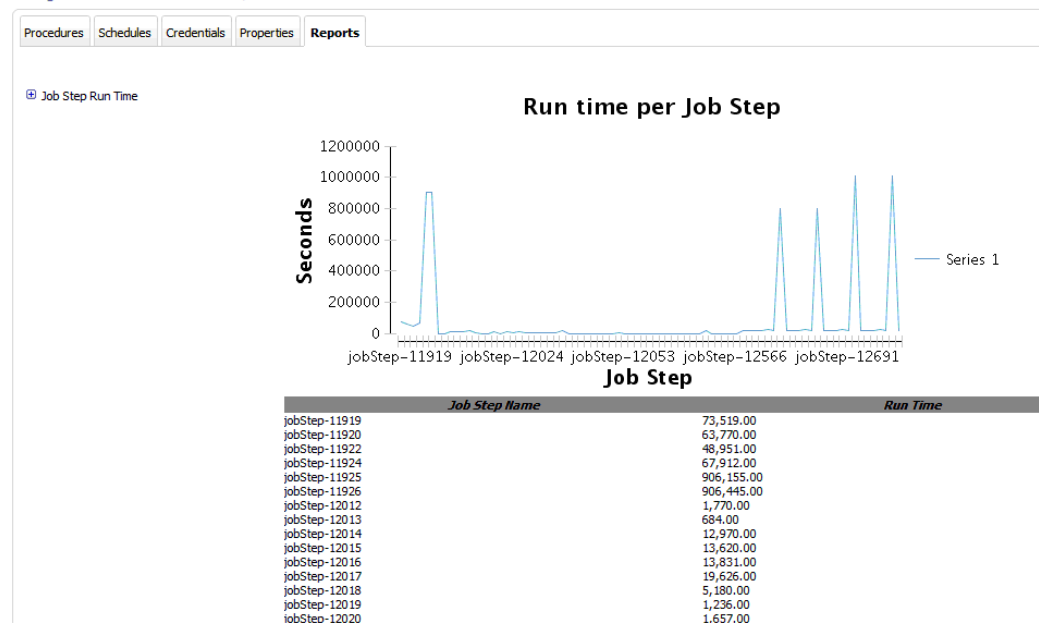 Procedures Schedules Credentials Properties Reports
Job Step Run Time
Run time per Job Step
1200000
1000000
800000
600000
400000
200000
0
Seconds
Series 1
jobStep-11919 jobStep-12024 jobStep-12053 jobStep-12566 jobStep-12691
Job Step
Job Step Name Run Time
jobStep-11919 73,519.00
jobStep-11920 63,770.00
jobStep-11922 48,951.00
jobStep-11924 67,912.00
jobStep-11925 906,155.00
jobStep-11926 906,445.00
jobStep-12012 1,770.00
jobStep-12013 684.00
jobStep-12014 12,970.00
jobStep-12015 13,620.00
jobStep-12016 13,831.00
jobStep-12017 19,626.00
jobStep-12018 5,180.00
jobStep-12019 1,236.00
jobStep-12020 1,657.00